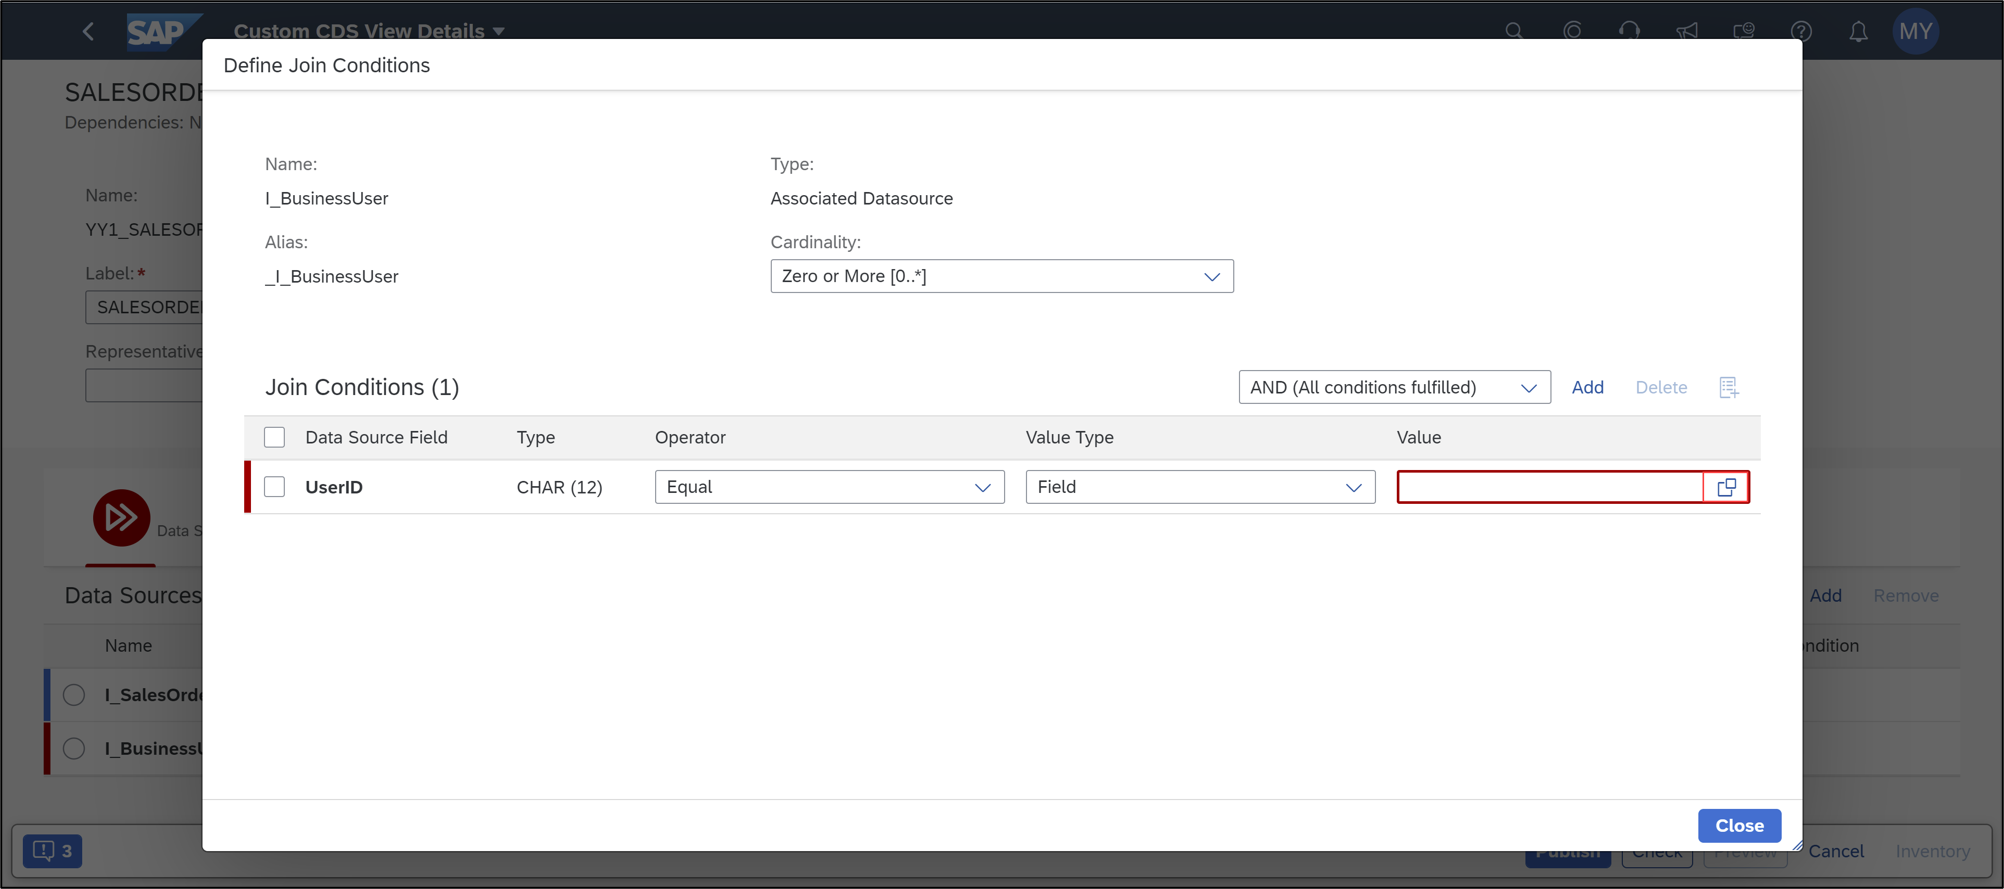 SAP Custom CDS View Details
MY
Define Join Conditions
SALESORDE
Dependencies: N
Name:
YY1_SALESOR
Label:*
SALESORDE
Representative
Name:
I_BusinessUser
Type:
Associated Datasource
Alias:
_I_BusinessUser
Cardinality:
Zero or More [0..*]
Join Conditions (1)
AND (All conditions fulfilled) Add Delete
Data Source Field Type Operator Value Type Value
UserID CHAR (12) Equal Field
Data S
Data Sources
Add Remove
Name
ndition
I_SalesOrde
I_Business
Close
3
Publish Check Preview Cancel Inventory